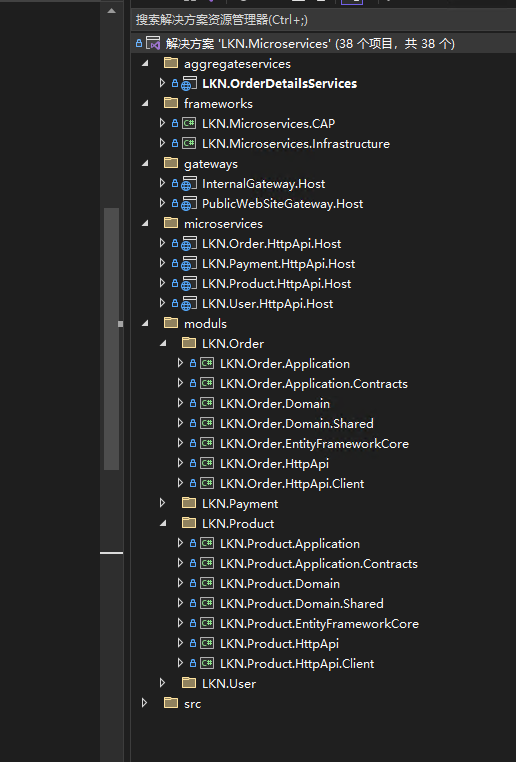 搜索解决方案资源管理器(Ctrl+;)
解决方案 'LKN.Microservices' (38 个项目，共 38 个)
aggregateservices
LKN.OrderDetailsServices
frameworks
C# LKN.Microservices.CAP
C# LKN.Microservices.Infrastructure
gateways
InternalGateway.Host
PublicWebSiteGateway.Host
microservices
LKN.Order.HttpApi.Host
LKN.Payment.HttpApi.Host
LKN.Product.HttpApi.Host
LKN.User.HttpApi.Host
moduls
LKN.Order
C# LKN.Order.Application
C# LKN.Order.Application.Contracts
C# LKN.Order.Domain
C# LKN.Order.Domain.Shared
C# LKN.Order.EntityFrameworkCore
C# LKN.Order.HttpApi
C# LKN.Order.HttpApi.Client
LKN.Payment
LKN.Product
C# LKN.Product.Application
C# LKN.Product.Application.Contracts
C# LKN.Product.Domain
C# LKN.Product.Domain.Shared
C# LKN.Product.EntityFrameworkCore
C# LKN.Product.HttpApi
C# LKN.Product.HttpApi.Client
LKN.User
src